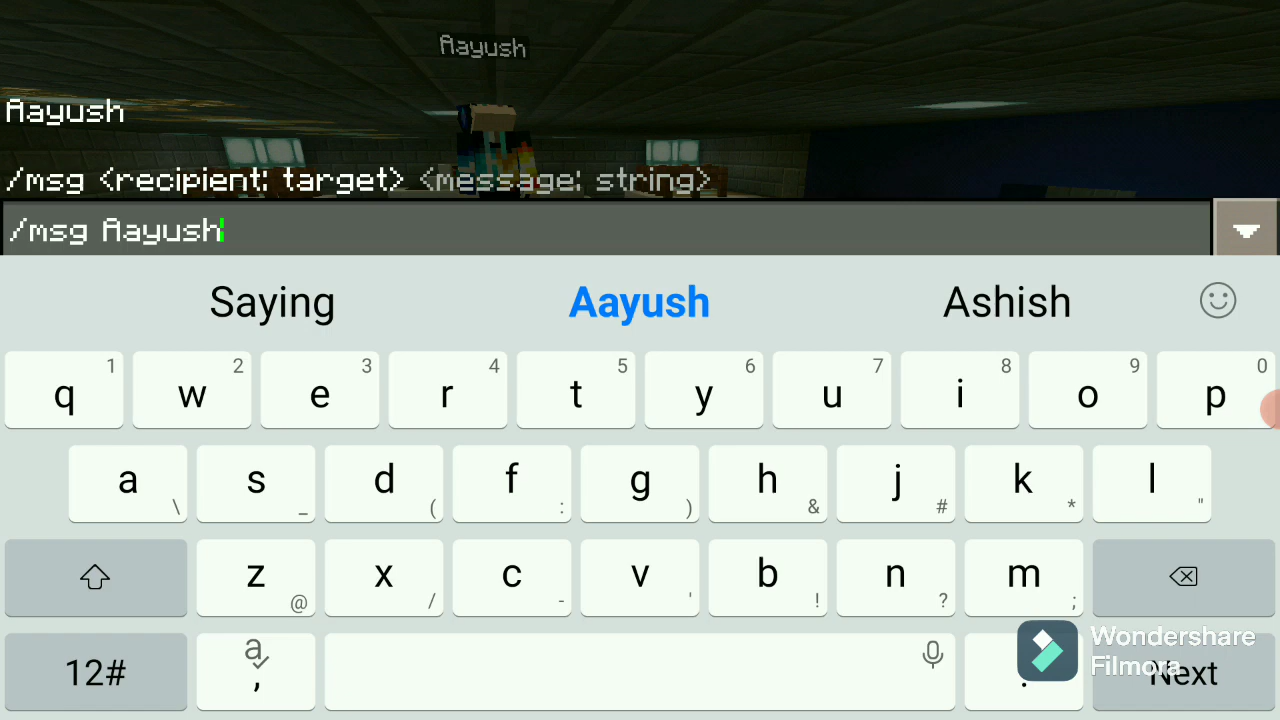 Aayush
Aayush
/msg <recipient: target> <message: string>
/msg Aayush
Saying Aayush Ashish
1 2 3 4 5 6 7 8 9 0
q w e r t y u i o p
a s d f g h j k l
\ _ ( : ) & # * "
z x c v b n m
@ / - ' ! ? ;
Wondershare
Filmora
12# a , . Next